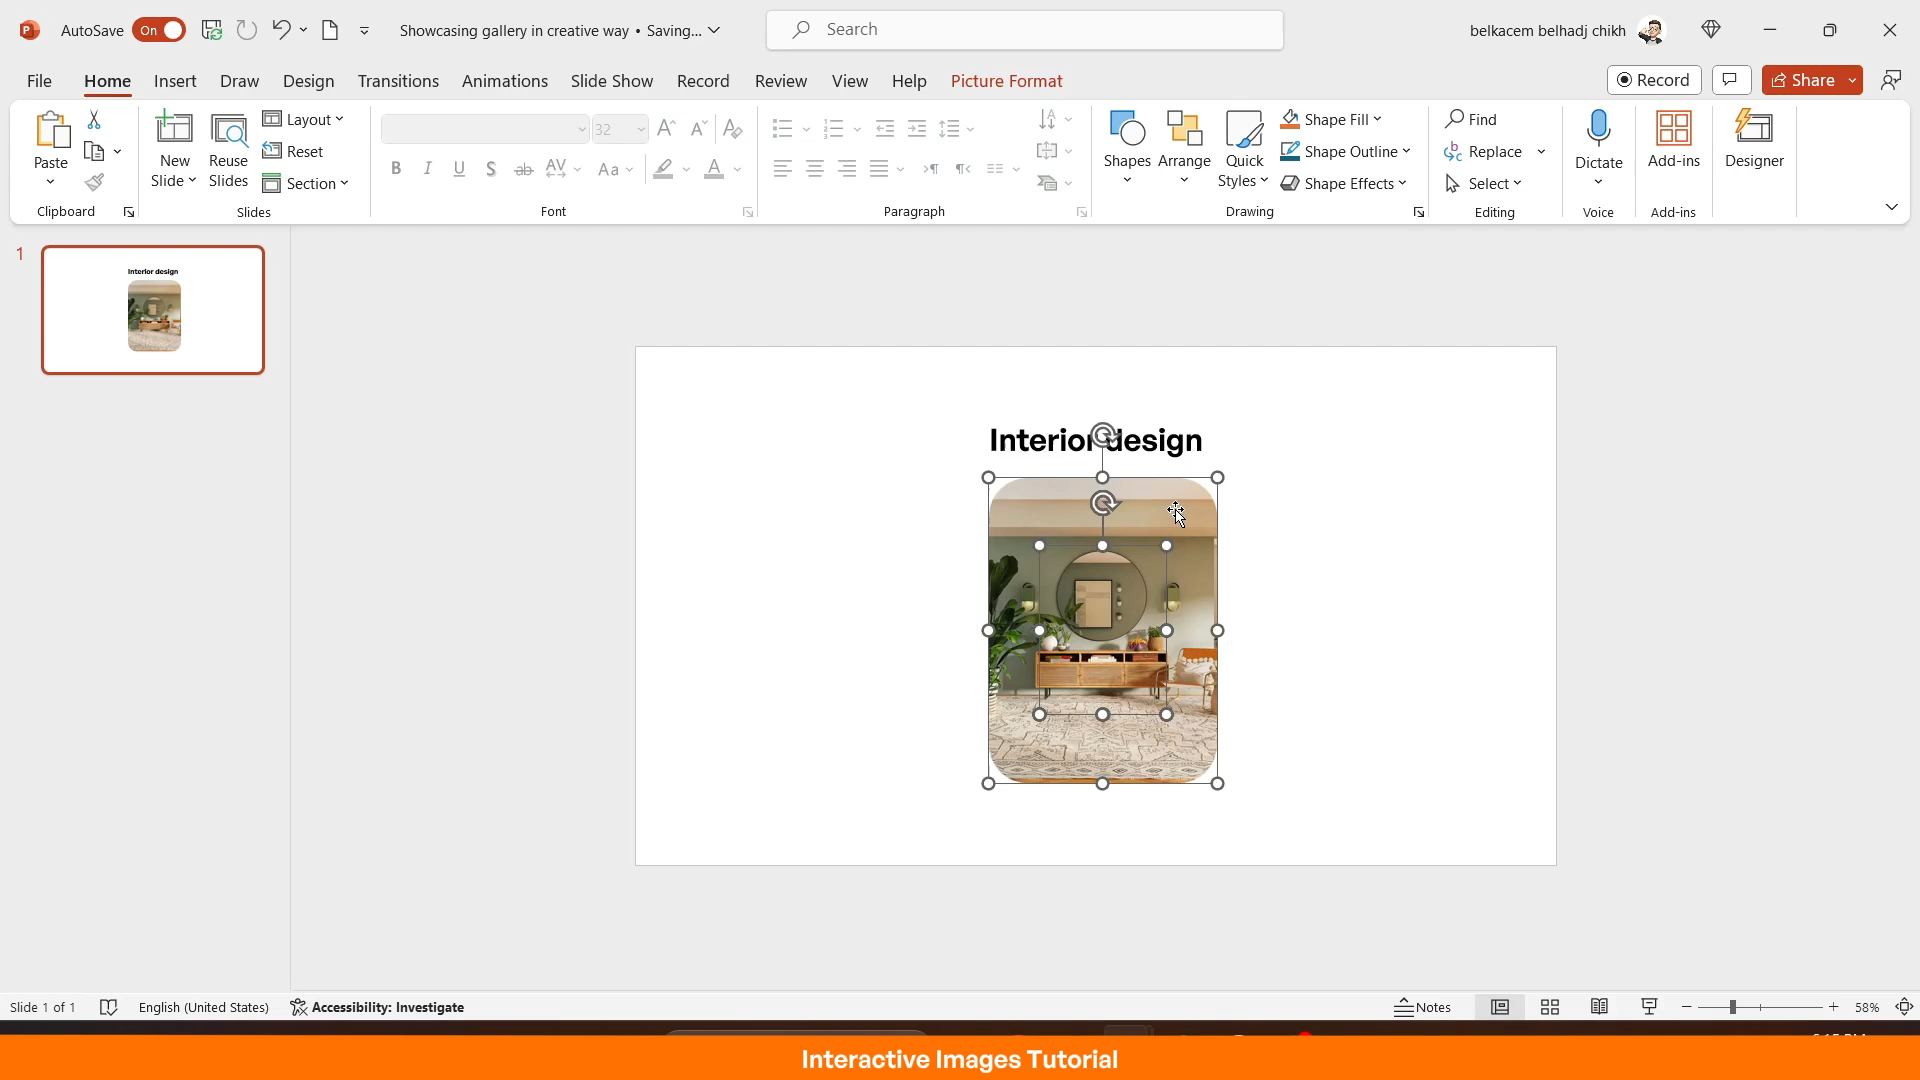 AutoSave On
Showcasing gallery in creative way • Saving...
Search
belkacem belhadj chikh
File Home Insert Draw Design Transitions Animations Slide Show Record Review View Help Picture Format
Record
Share
Paste
New Slide
Reuse Slides
Layout
Reset
Section
32
Shapes
Arrange
Quick Styles
Shape Fill
Shape Outline
Shape Effects
Find
Replace
Select
Dictate
Add-ins
Designer
Clipboard
Slides
Font
Paragraph
Drawing
Editing
Voice
Add-ins
1
Interior design
Interior design
Slide 1 of 1
English (United States)
Accessibility: Investigate
Notes
58%
Interactive Images Tutorial